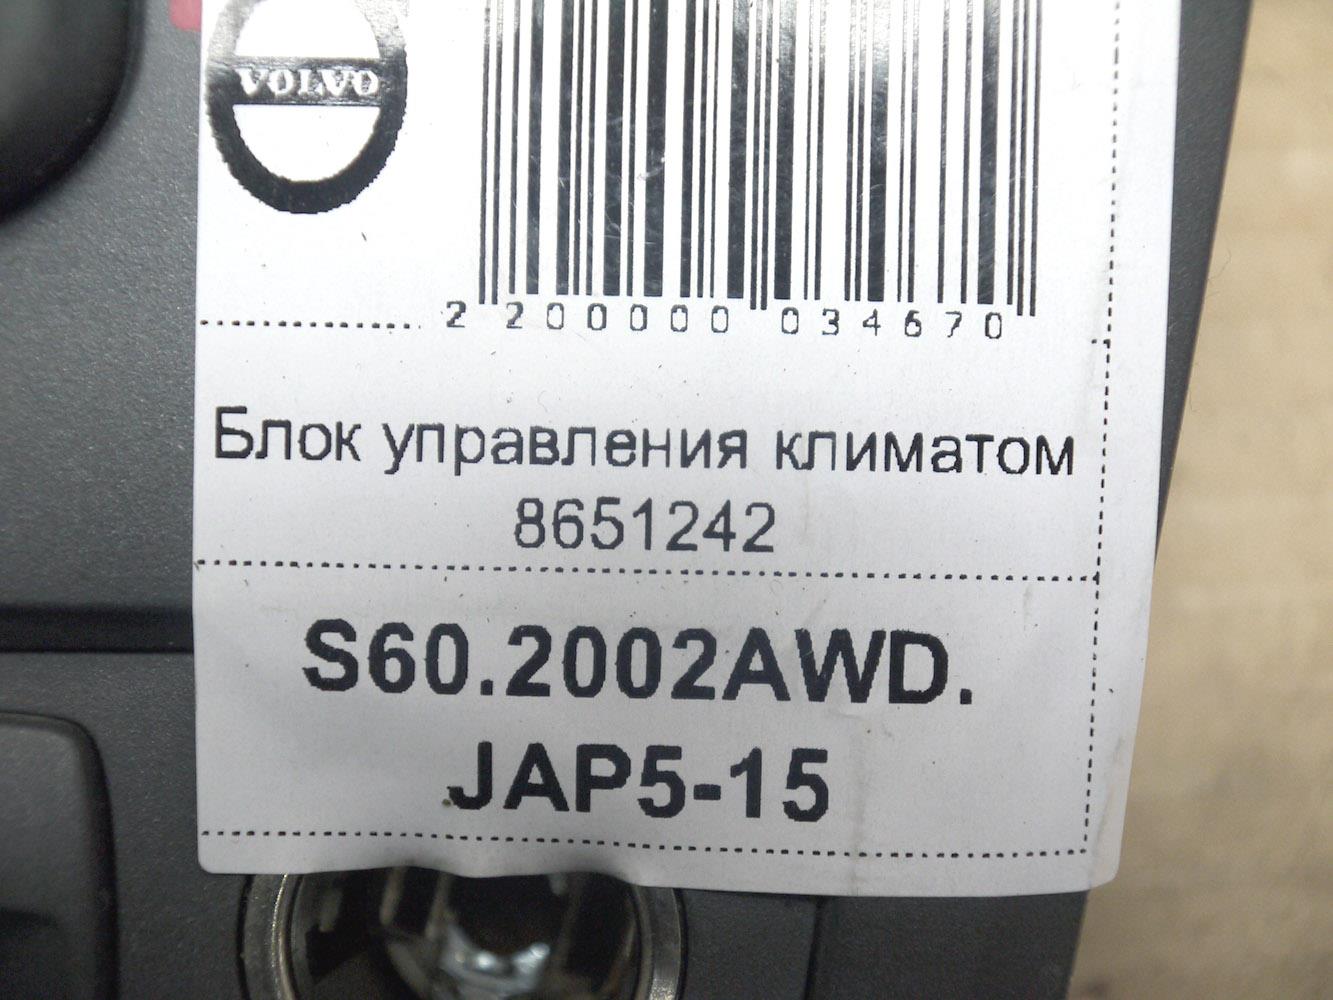 VOLVO
2 200000 034670
Блок управления климатом
8651242
S60.2002AWD.
JAP5-15